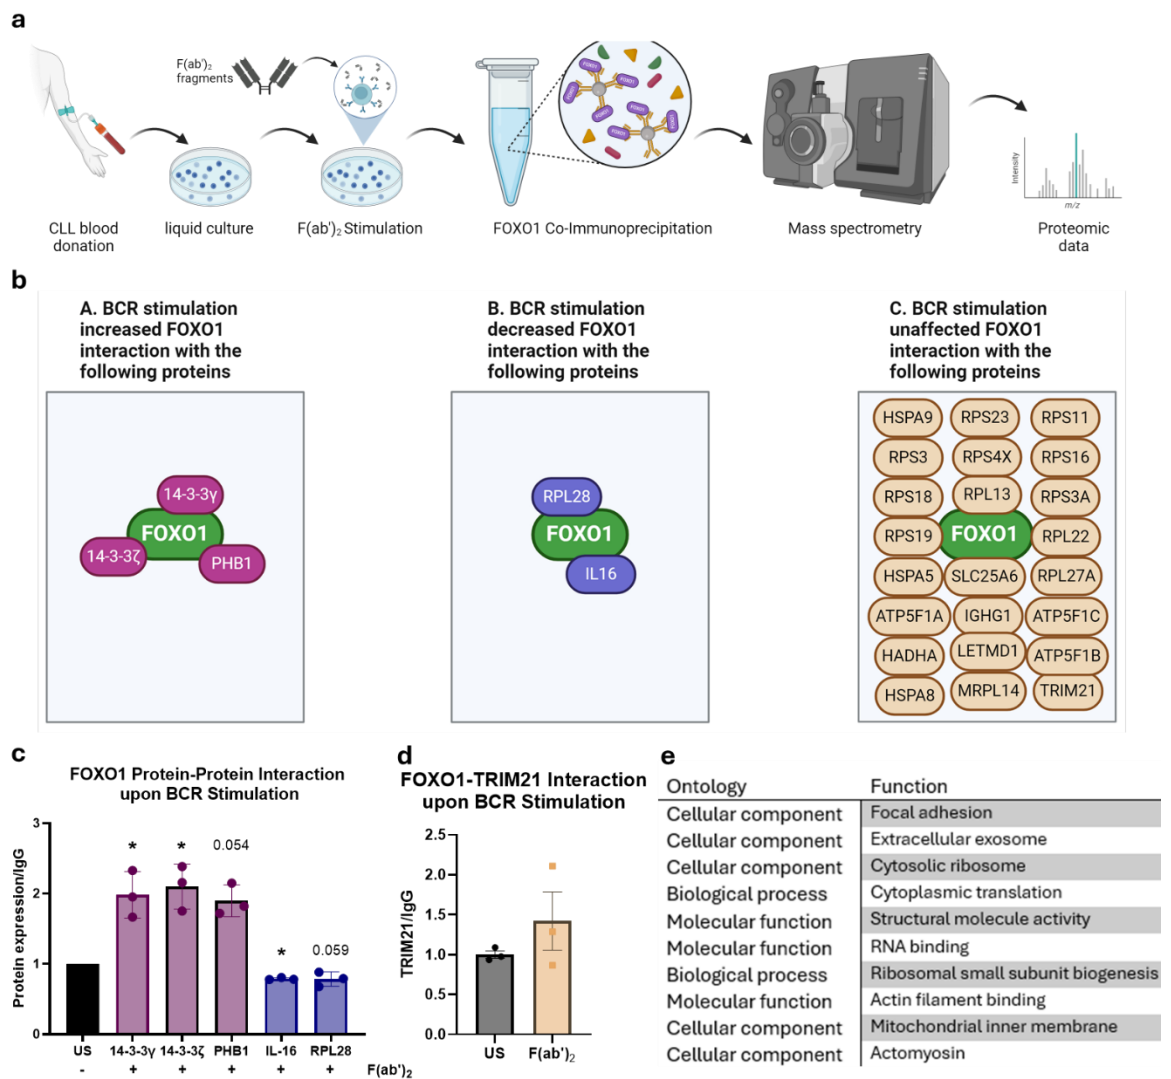 a
F(ab')₂
fragments
FOXO1
FOXO1
FOXO1
FOXO1
FOXO1
FOXO1
FOXO1
FOXO1
Intensity
m/z
CLL blood
donation
liquid culture
F(ab')₂ Stimulation
FOXO1 Co-Immunoprecipitation
Mass spectrometry
Proteomic
data
b
A. BCR stimulation
increased FOXO1
interaction with the
following proteins
B. BCR stimulation
decreased FOXO1
interaction with the
following proteins
C. BCR stimulation
unaffected FOXO1
interaction with the
following proteins
14-3-3γ
FOXO1
14-3-3ζ
PHB1
RPL28
FOXO1
IL16
HSPA9 RPS23 RPS11
RPS3 RPS4X RPS16
RPS18 RPL13 RPS3A
RPS19 FOXO1 RPL22
HSPA5 SLC25A6 RPL27A
ATP5F1A IGHG1 ATP5F1C
HADHA LETMD1 ATP5F1B
HSPA8 MRPL14 TRIM21
c
FOXO1 Protein-Protein Interaction
upon BCR Stimulation
Protein expression/IgG
3
2
1
0
* * 0.054 * 0.059
US 14-3-3γ 14-3-3ζ PHB1 IL-16 RPL28
- + + + + + F(ab')₂
d
FOXO1-TRIM21 Interaction
upon BCR Stimulation
TRIM21/IgG
2.5
2.0
1.5
1.0
0.5
0.0
US F(ab')₂
e
Ontology Function
Cellular component Focal adhesion
Cellular component Extracellular exosome
Cellular component Cytosolic ribosome
Biological process Cytoplasmic translation
Molecular function Structural molecule activity
Molecular function RNA binding
Biological process Ribosomal small subunit biogenesis
Molecular function Actin filament binding
Cellular component Mitochondrial inner membrane
Cellular component Actomyosin